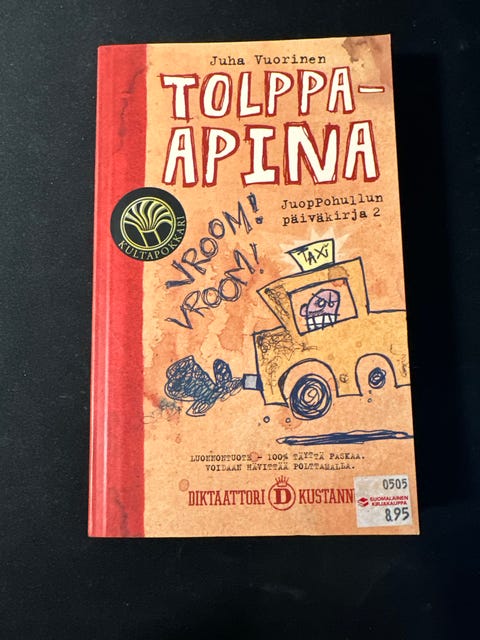 Juha Vuorinen
TOLPPA-
APINA
JuopPohullun
päiväkirja 2
KULTAPOKKARI
VROOM!
VROOM!
TAXI
LUONNONTUOTE - 100% TÄYTTÄ PASKAA.
VOIDAAN HÄVITTÄÄ POLTTAMALLA.
DIKTAATTORI D KUSTANN
0505
SUOMALAINEN
KIRJAKAUPPA
8.95